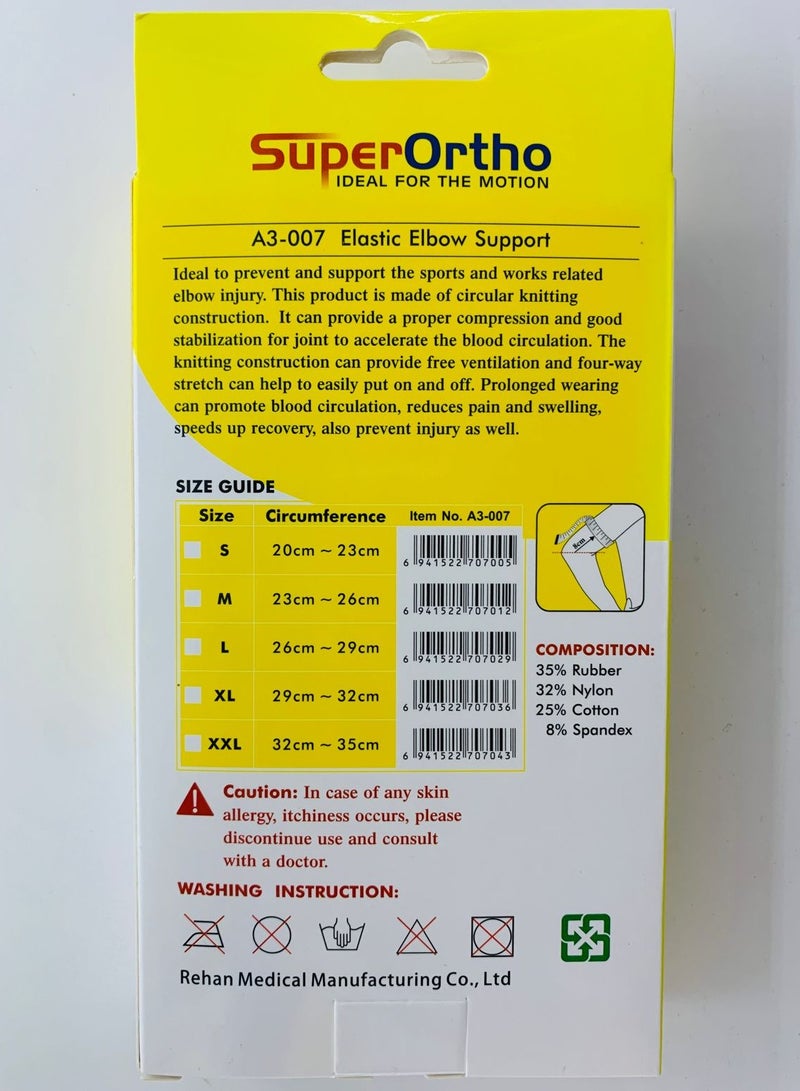 SuperOrtho
IDEAL FOR THE MOTION
A3-007 Elastic Elbow Support
Ideal to prevent and support the sports and works related
elbow injury. This product is made of circular knitting
construction. It can provide a proper compression and good
stabilization for joint to accelerate the blood circulation. The
knitting construction can provide free ventilation and four-way
stretch can help to easily put on and off. Prolonged wearing
can promote blood circulation, reduces pain and swelling,
speeds up recovery, also prevent injury as well.
SIZE GUIDE
Size Circumference Item No. A3-007
S 20cm ~ 23cm 6 941522 707005
M 23cm ~ 26cm 6 941522 707012
L 26cm ~ 29cm 6 941522 707029
XL 29cm ~ 32cm 6 941522 707036
XXL 32cm ~ 35cm 6 941522 707043
8cm
COMPOSITION:
35% Rubber
32% Nylon
25% Cotton
8% Spandex
Caution: In case of any skin
allergy, itchiness occurs, please
discontinue use and consult
with a doctor.
WASHING INSTRUCTION:
Rehan Medical Manufacturing Co., Ltd